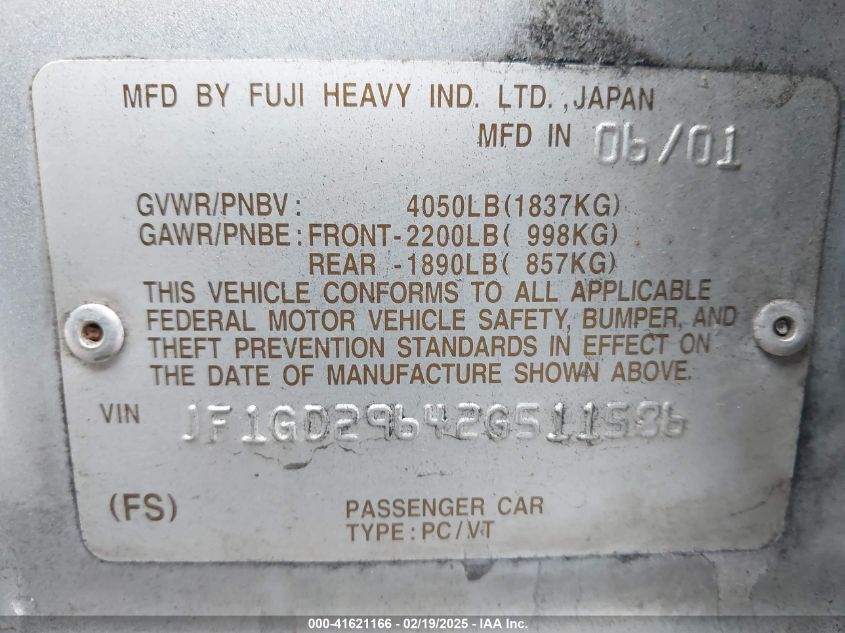 MFD BY FUJI HEAVY IND. LTD.,JAPAN
MFD IN 06/01
GVWR/PNBV: 4050LB(1837KG)
GAWR/PNBE:FRONT-2200LB( 998KG)
REAR -1890LB( 857KG)
THIS VEHICLE CONFORMS TO ALL APPLICABLE
FEDERAL MOTOR VEHICLE SAFETY, BUMPER, AND
THEFT PREVENTION STANDARDS IN EFFECT ON
THE DATE OF MANUFACTURE SHOWN ABOVE.
VIN JF1GD29642G511586
(FS) PASSENGER CAR
TYPE:PC/VT
000-41621166 - 02/19/2025 - IAA Inc.